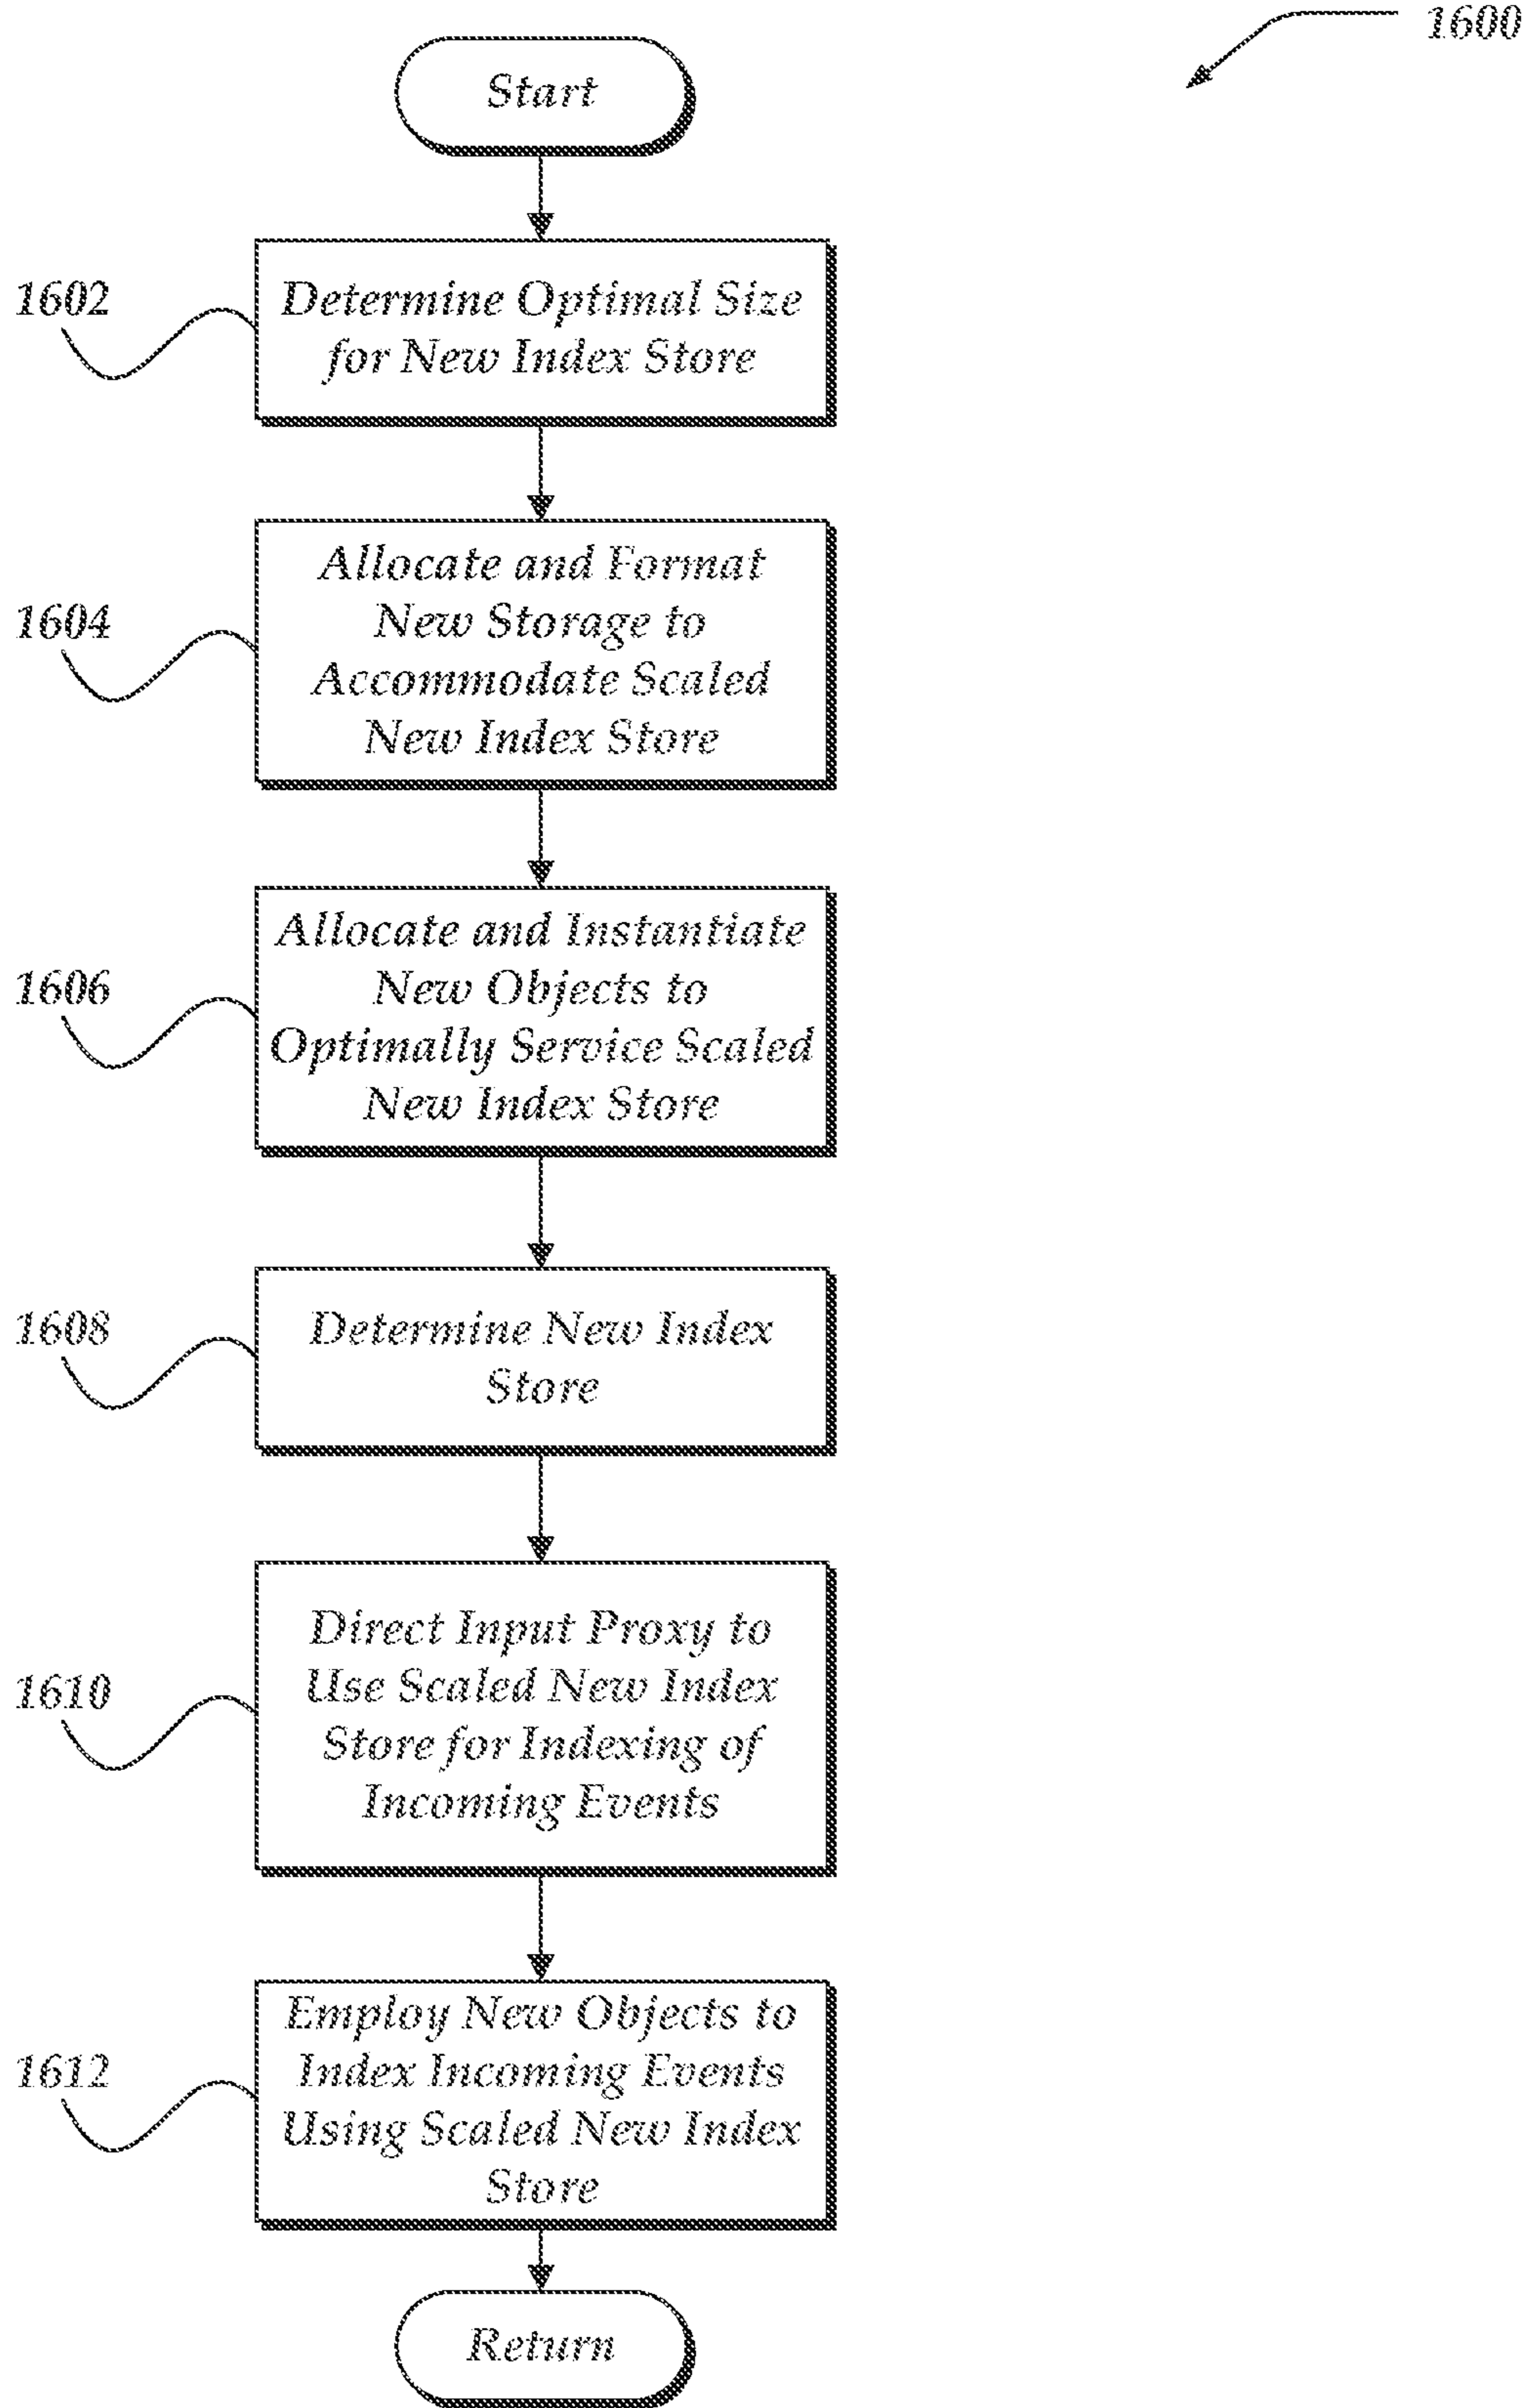 1600
Start
1602
Determine Optimal Size
for New Index Store
1604
Allocate and Format
New Storage to
Accommodate Scaled
New Index Store
1606
Allocate and Instantiate
New Objects to
Optimally Service Scaled
New Index Store
1608
Determine New Index
Store
1610
Direct Input Proxy to
Use Scaled New Index
Store for Indexing of
Incoming Events
1612
Employ New Objects to
Index Incoming Events
Using Scaled New Index
Store
Return